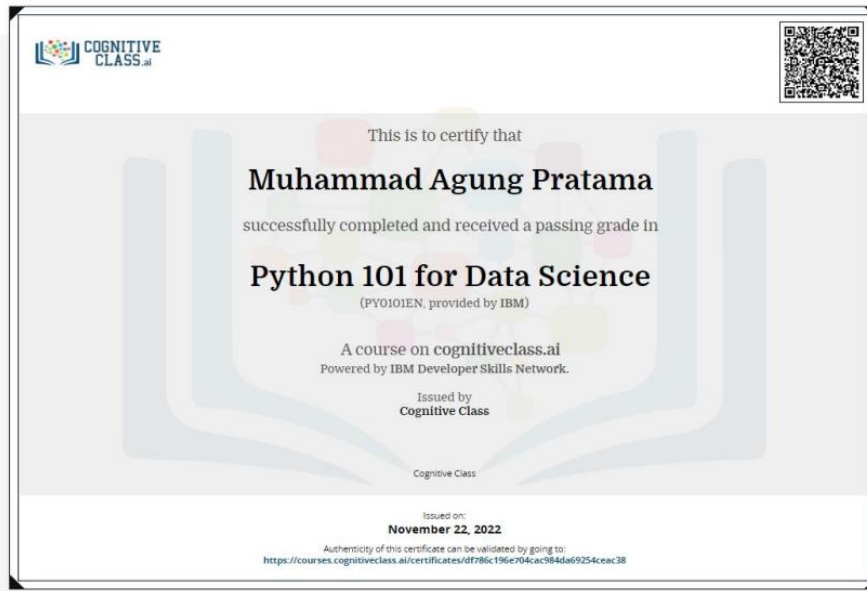 COGNITIVE
CLASS.ai
This is to certify that
Muhammad Agung Pratama
successfully completed and received a passing grade in
Python 101 for Data Science
(PY0101EN, provided by IBM)
A course on cognitiveclass.ai
Powered by IBM Developer Skills Network.
Issued by
Cognitive Class
Cognitive Class
Issued on:
November 22, 2022
Authenticity of this certificate can be validated by going to:
https://courses.cognitiveclass.ai/certificates/df786c196e704cac984da69254ceac38